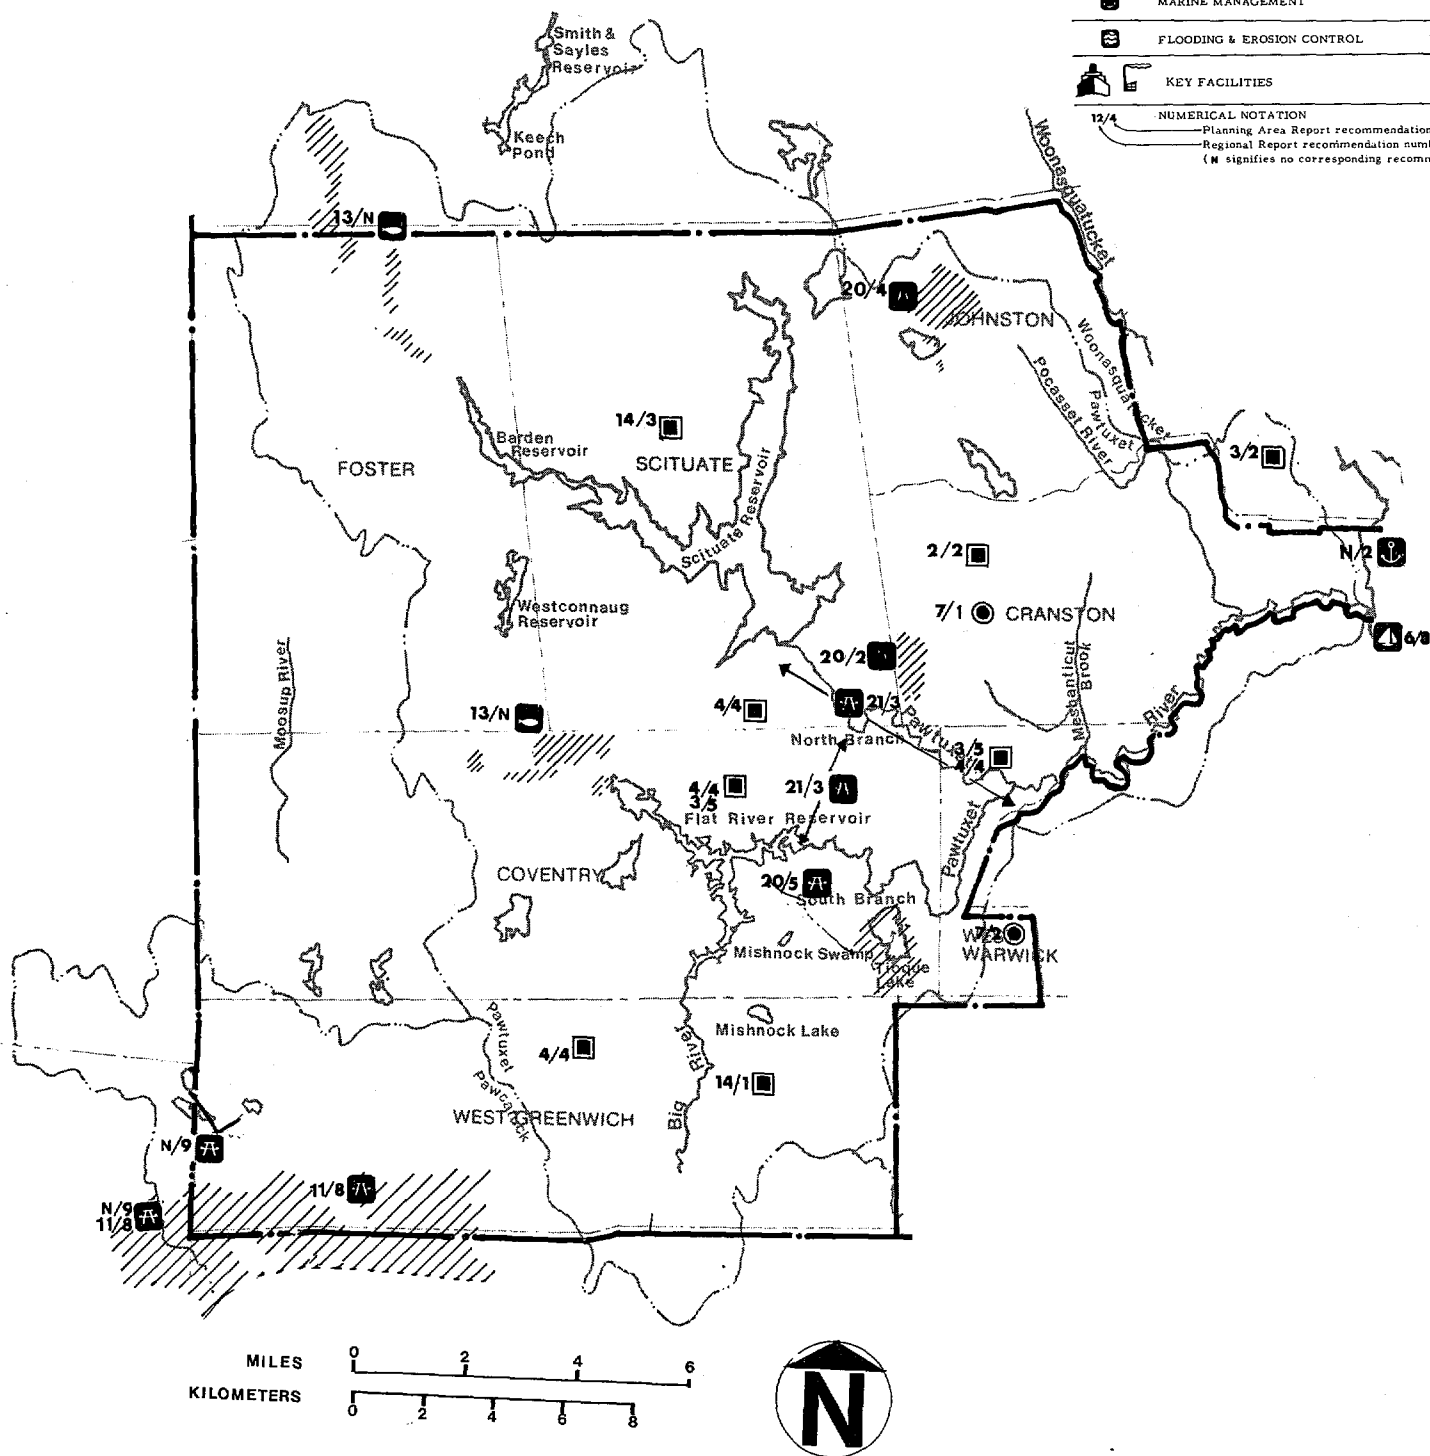 MARINE MANAGEMENT
FLOODING & EROSION CONTROL
KEY FACILITIES
12/4 NUMERICAL NOTATION
Planning Area Report recommendation
Regional Report recommendation
(N signifies no corresponding
Smith &
Sayles
Reservoir
Keech
Pond
Woonasquatucket
13/N
20/4
JOHNSTON
Woonasquatucket
Pawtuxet
Pocasset River
14/3
Barden
Reservoir
SCITUATE
FOSTER
Scituate Reservoir
3/2
N/2
2/2
7/1
CRANSTON
Westconnaug
Reservoir
6/8
20/2
Meshanticut
Brook
River
Moosup River
13/N
4/4
21/3
Pawtuxet
North Branch
3/5
4/4
4/4
3/5
21/3
Flat River Reservoir
Pawtuxet
COVENTRY
20/5
South Branch
7/2
WEST
WARWICK
Mishnock Swamp
Tiogue
Lake
Mishnock Lake
Pawtuxet
Pawcatuck
4/4
Big River
14/1
WEST GREENWICH
N/9
11/8
N/9
11/8
MILES
0 2 4 6
KILOMETERS
0 2 4 6 8
N